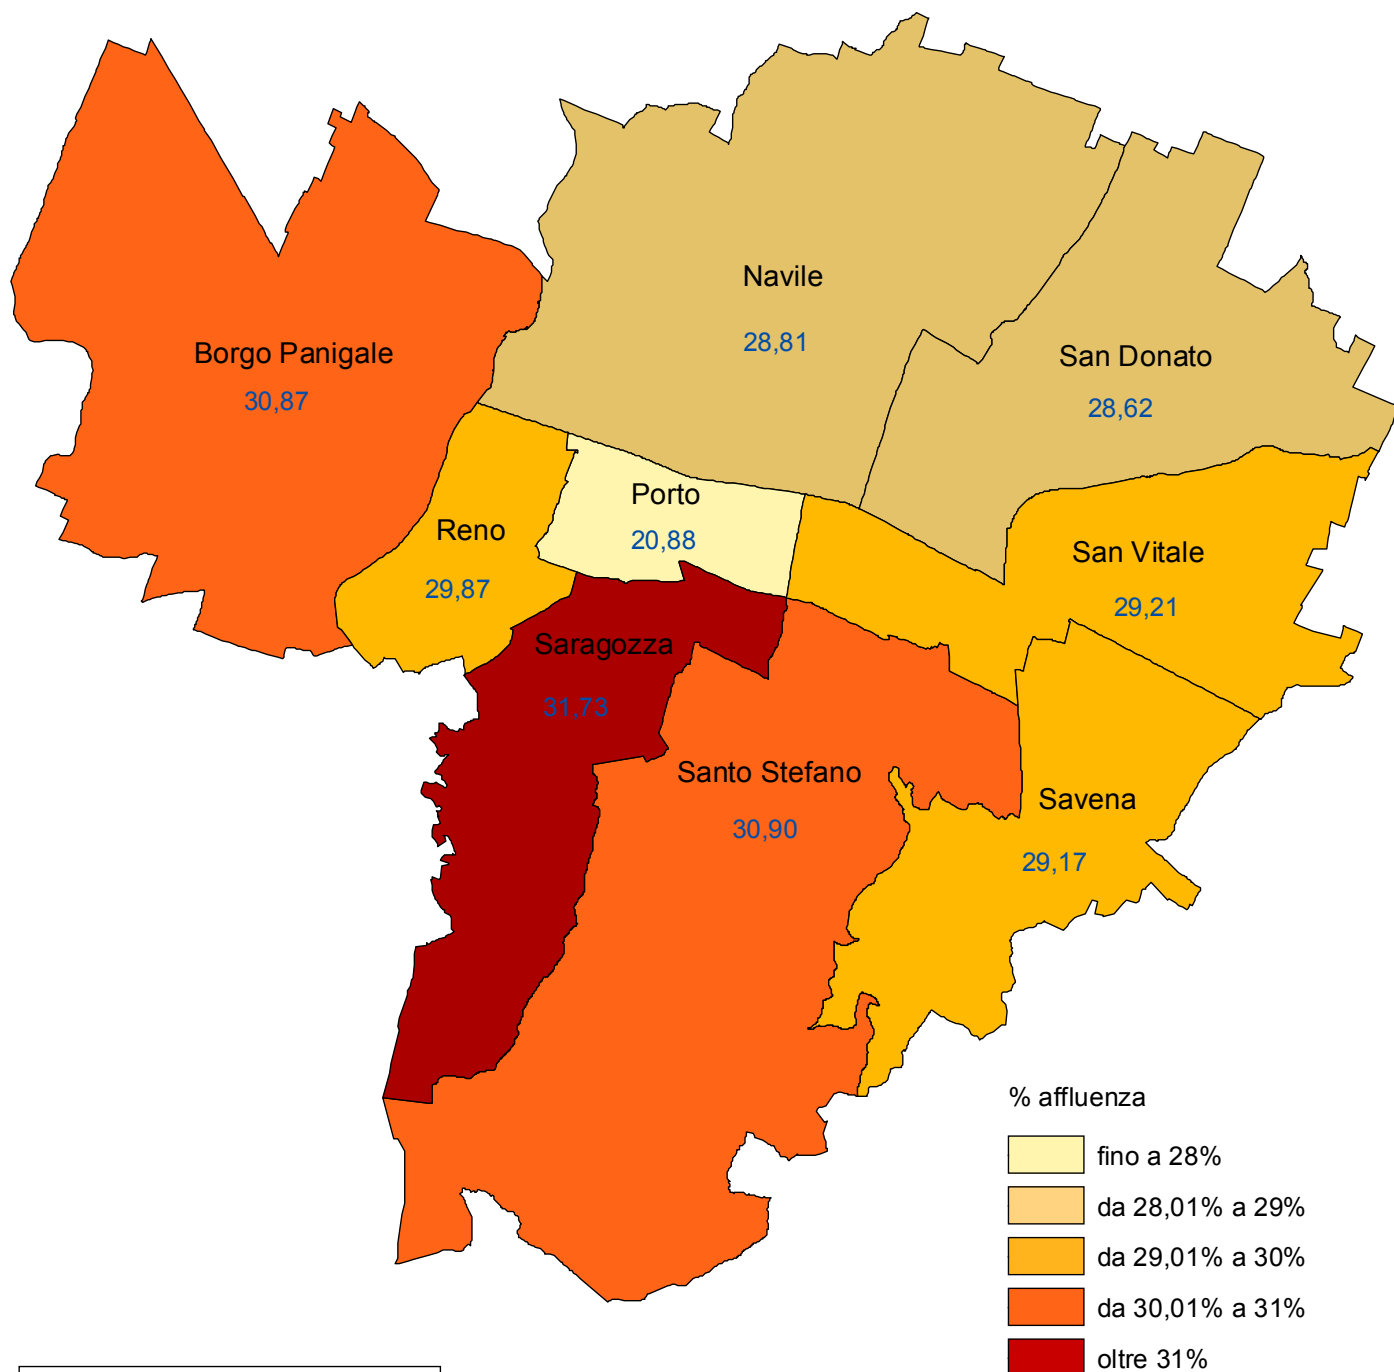 Navile
28,81
Borgo Panigale
30,87
San Donato
28,62
Porto
20,88
Reno
29,87
San Vitale
29,21
Saragozza
31,73
Santo Stefano
30,90
Savena
29,17
% affluenza
fino a 28%
da 28,01% a 29%
da 29,01% a 30%
da 30,01% a 31%
oltre 31%